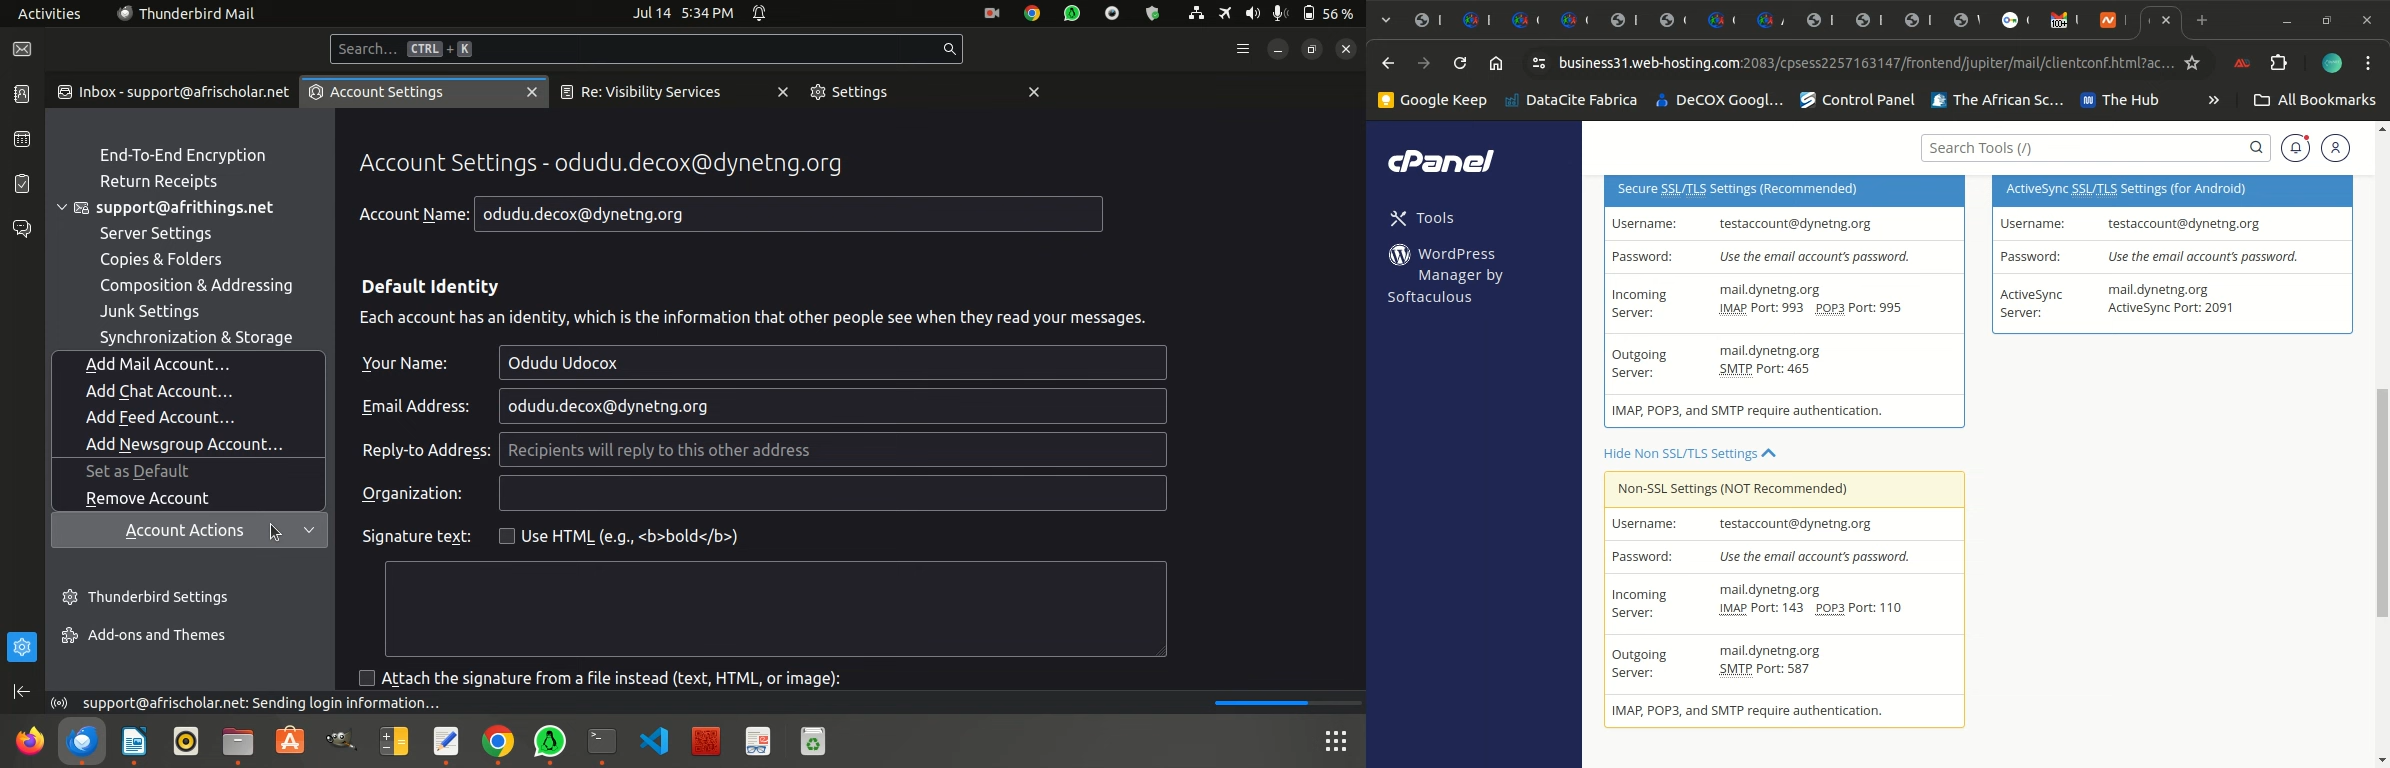 Activities
Thunderbird Mail
Jul 14 5:34 PM
56 %
Search... CTRL + K
Inbox - support@afrischolar.net
Account Settings
Re: Visibility Services
Settings
End-To-End Encryption
Return Receipts
support@afrithings.net
Server Settings
Copies & Folders
Composition & Addressing
Junk Settings
Synchronization & Storage
Add Mail Account...
Add Chat Account...
Add Feed Account...
Add Newsgroup Account...
Set as Default
Remove Account
Account Actions
Thunderbird Settings
Add-ons and Themes
Account Settings - odudu.decox@dynetng.org
Account Name: odudu.decox@dynetng.org
Default Identity
Each account has an identity, which is the information that other people see when they read your messages.
Your Name: Odudu Udocox
Email Address: odudu.decox@dynetng.org
Reply-to Address: Recipients will reply to this other address
Organization:
Signature text: Use HTML (e.g., <b>bold</b>)
Attach the signature from a file instead (text, HTML, or image):
support@afrischolar.net: Sending login information...
business31.web-hosting.com:2083/cpsess2257163147/frontend/jupiter/mail/clientconf.html?ac...
Google Keep
DataCite Fabrica
DeCOX Googl...
Control Panel
The African Sc...
The Hub
»
All Bookmarks
cPanel
Tools
WordPress
Manager by
Softaculous
Search Tools (/)
Secure SSL/TLS Settings (Recommended)
Username: testaccount@dynetng.org
Password: Use the email account's password.
Incoming Server: mail.dynetng.org
IMAP Port: 993 POP3 Port: 995
Outgoing Server: mail.dynetng.org
SMTP Port: 465
IMAP, POP3, and SMTP require authentication.
ActiveSync SSL/TLS Settings (for Android)
Username: testaccount@dynetng.org
Password: Use the email account's password.
ActiveSync Server: mail.dynetng.org
ActiveSync Port: 2091
Hide Non SSL/TLS Settings
Non-SSL Settings (NOT Recommended)
Username: testaccount@dynetng.org
Password: Use the email account's password.
Incoming Server: mail.dynetng.org
IMAP Port: 143 POP3 Port: 110
Outgoing Server: mail.dynetng.org
SMTP Port: 587
IMAP, POP3, and SMTP require authentication.